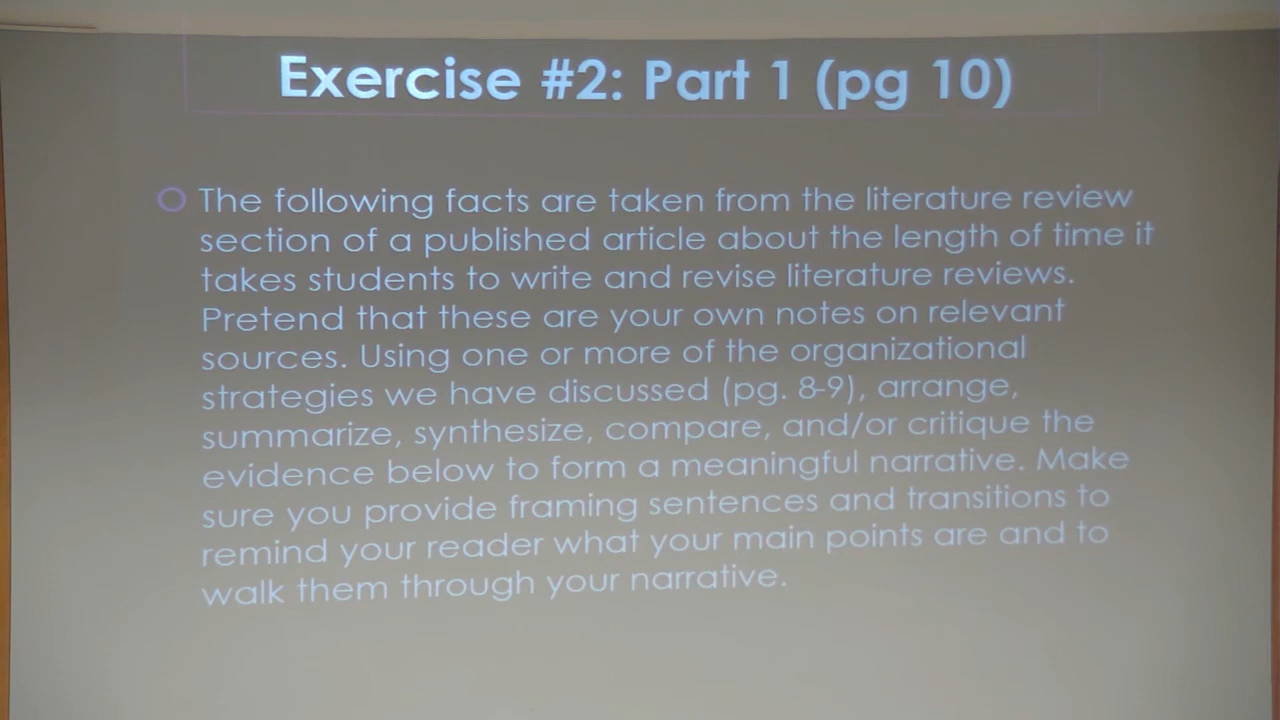 Exercise #2: Part 1 (pg 10)
The following facts are taken from the literature review
section of a published article about the length of time it
takes students to write and revise literature reviews.
Pretend that these are your own notes on relevant
sources. Using one or more of the organizational
strategies we have discussed (pg. 8-9), arrange,
summarize, synthesize, compare, and/or critique the
evidence below to form a meaningful narrative. Make
sure you provide framing sentences and transitions to
remind your reader what your main points are and to
walk them through your narrative.